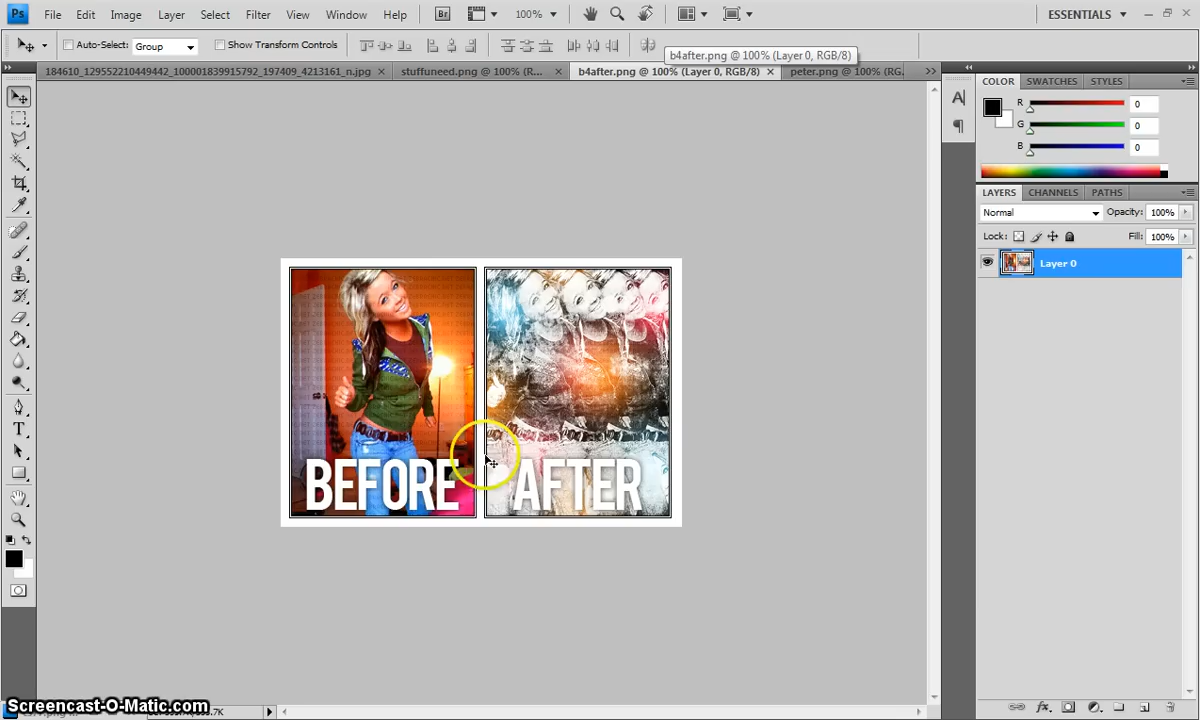 Ps File Edit Image Layer Select Filter View Window Help Br 100% ESSENTIALS
Auto-Select: Group Show Transform Controls
b4after.png @ 100% (Layer 0, RGB/8)
184610_129552210449442_100001839915792_197409_4213161_n.jpg stuffuneed.png @ 100% (R... b4after.png @ 100% (Layer 0, RGB/8) peter.png @ 100% (RG.
COLOR SWATCHES STYLES
R 0
G 0
B 0
LAYERS CHANNELS PATHS
Normal Opacity: 100%
Lock: Fill: 100%
Layer 0
BEFORE AFTER
Screencast-O-Matic.com